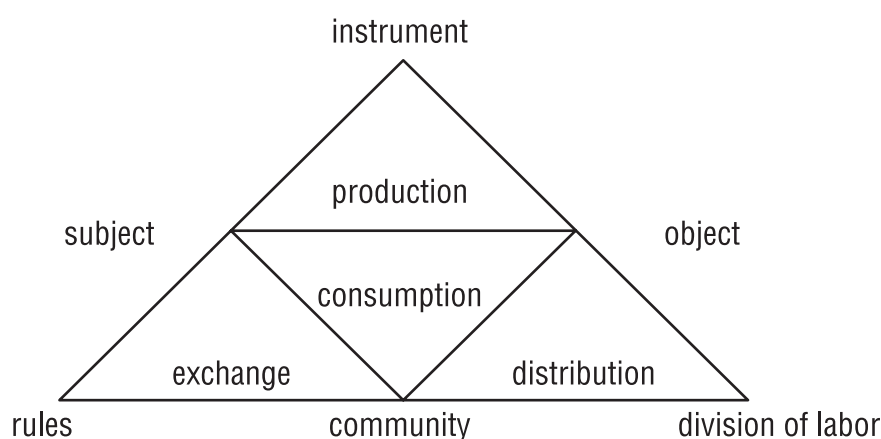 instrument
production
subject object
consumption
exchange distribution
rules community division of labor